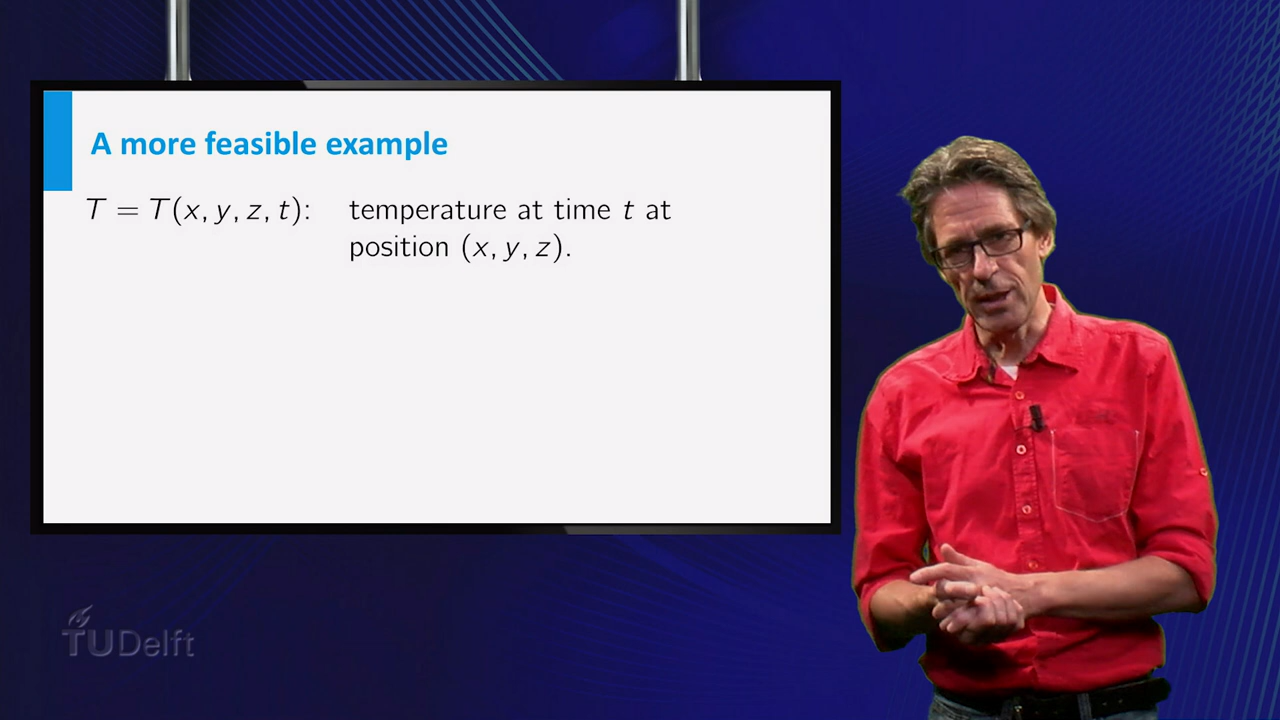 A more feasible example
T = T(x, y, z, t): temperature at time t at
position (x, y, z).
TUDelft